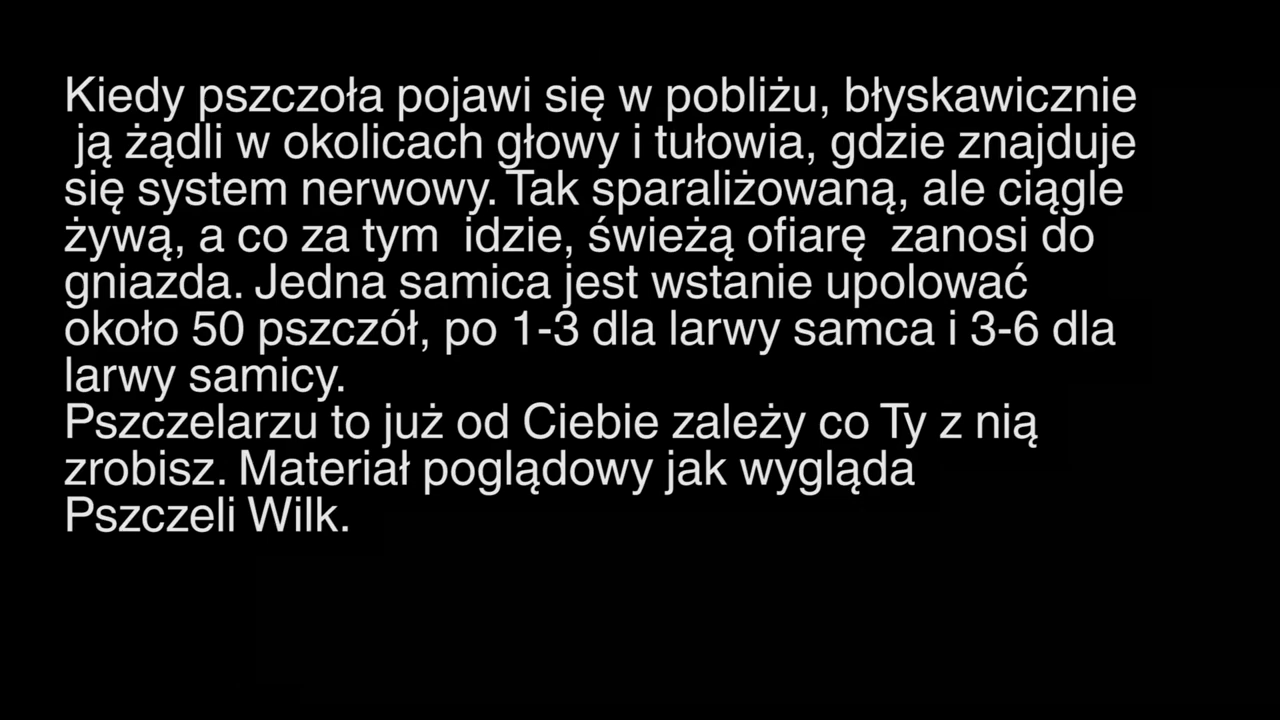 Kiedy pszczoła pojawi się w pobliżu, błyskawicznie
ją żądli w okolicach głowy i tułowia, gdzie znajduje
się system nerwowy. Tak sparaliżowaną, ale ciągle
żywą, a co za tym  idzie, świeżą ofiarę  zanosi do
gniazda. Jedna samica jest wstanie upolować
około 50 pszczół, po 1-3 dla larwy samca i 3-6 dla
larwy samicy.
Pszczelarzu to już od Ciebie zależy co Ty z nią
zrobisz. Materiał poglądowy jak wygląda
Pszczeli Wilk.